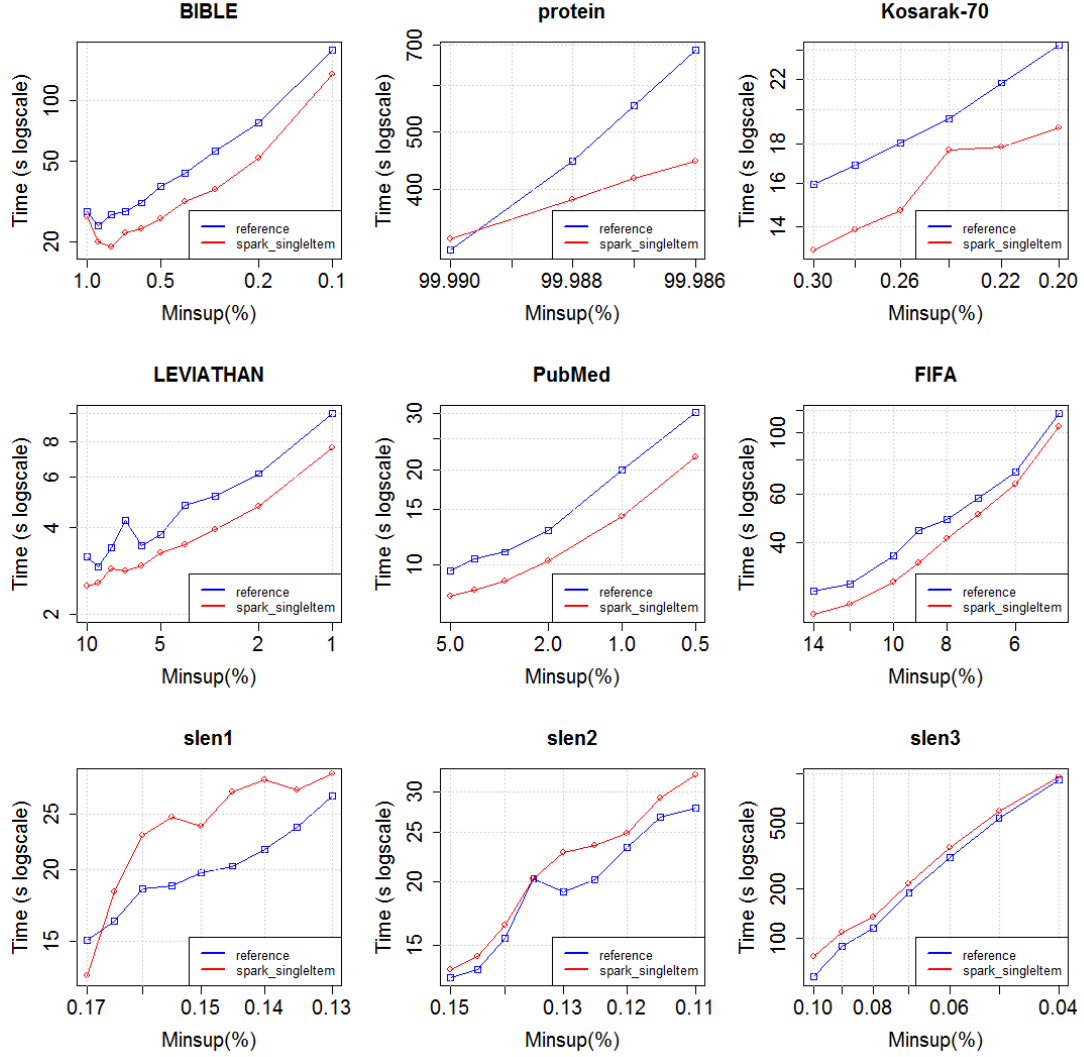 BIBLE
Time (s logscale)
100
50
20
reference
spark_singleItem
1.0 0.5 0.2 0.1
Minsup(%)
protein
Time (s logscale)
700
500
400
reference
spark_singleItem
99.990 99.988 99.986
Minsup(%)
Kosarak-70
Time (s logscale)
22
18
16
14
reference
spark_singleItem
0.30 0.26 0.22 0.20
Minsup(%)
LEVIATHAN
Time (s logscale)
8
6
4
2
reference
spark_singleItem
10 5 2 1
Minsup(%)
PubMed
Time (s logscale)
30
20
15
10
reference
spark_singleItem
5.0 2.0 1.0 0.5
Minsup(%)
FIFA
Time (s logscale)
100
60
40
reference
spark_singleItem
14 10 8 6
Minsup(%)
slen1
Time (s logscale)
25
20
15
reference
spark_singleItem
0.17 0.15 0.14 0.13
Minsup(%)
slen2
Time (s logscale)
30
25
20
15
reference
spark_singleItem
0.15 0.13 0.12 0.11
Minsup(%)
slen3
Time (s logscale)
500
200
100
reference
spark_singleItem
0.10 0.08 0.06 0.04
Minsup(%)